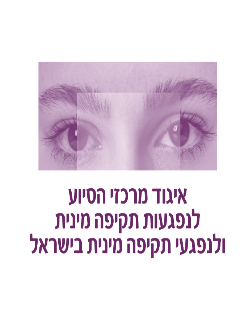 איגוד מרכזי הסיוע
לנפגעות תקיפה מינית
ולנפגעי תקיפה מינית בישראל